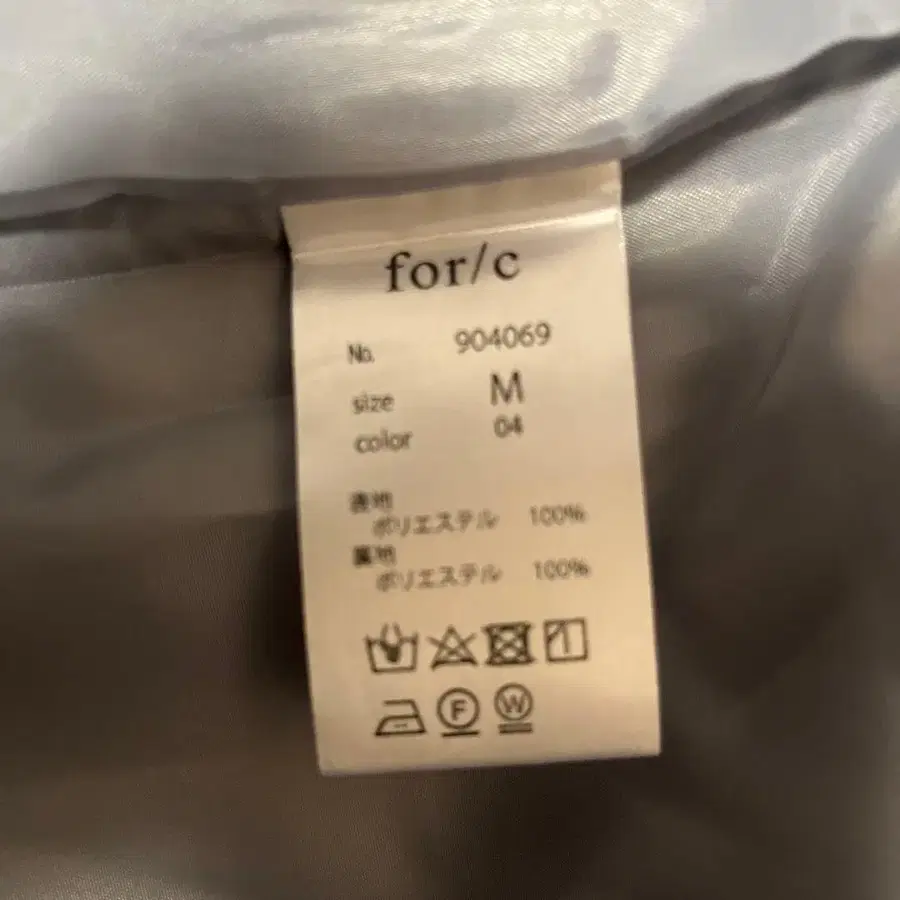 for/c
No. 904069
size M
color 04
表地
ポリエステル 100%
裏地
ポリエステル 100%
F W